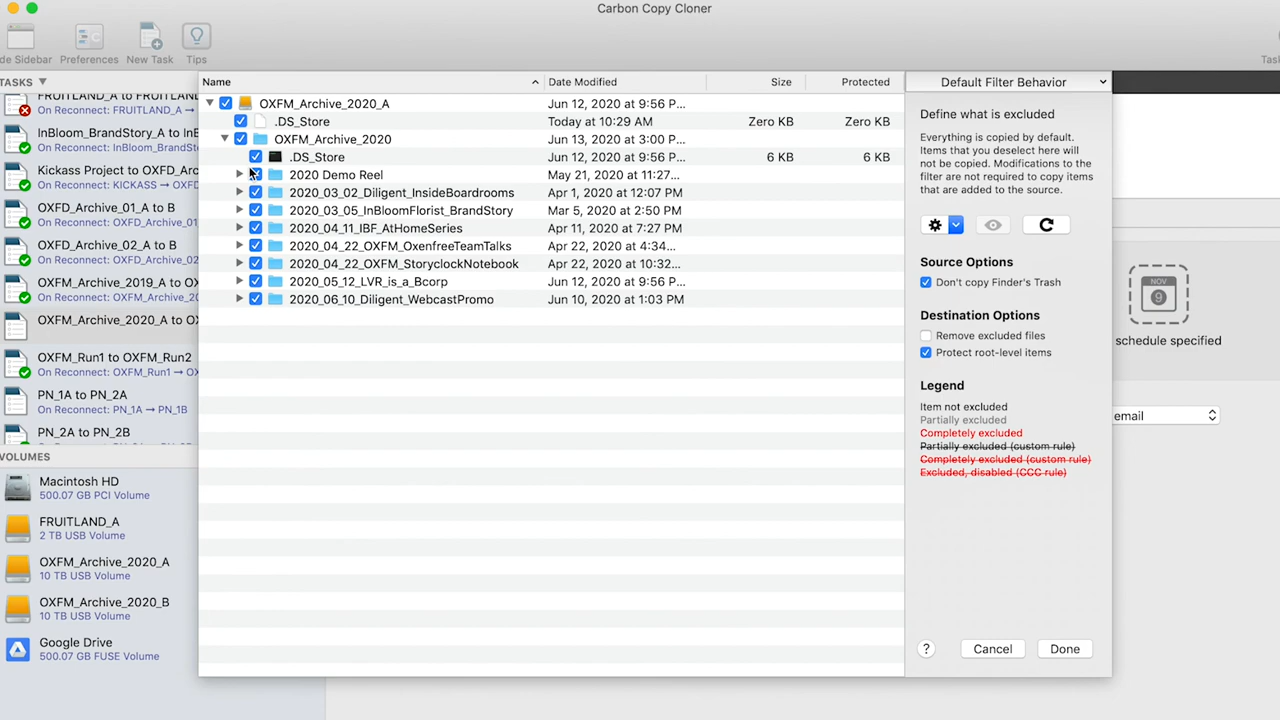 Carbon Copy Cloner
de Sidebar
Preferences
New Task
Tips
Task
TASKS
FRUITLAND_A to FRUITLAN
On Reconnect: FRUITLAND_A →
InBloom_BrandStory_A to InB
On Reconnect: InBloom_BrandSto
Kickass Project to OXFD_Arc
On Reconnect: KICKASS → OXFD
OXFD_Archive_01_A to B
On Reconnect: OXFD_Archive_01
OXFD_Archive_02_A to B
On Reconnect: OXFD_Archive_02
OXFM_Archive_2019_A to OX
On Reconnect: OXFM_Archive_20
OXFM_Archive_2020_A to OX
OXFM_Run1 to OXFM_Run2
On Reconnect: OXFM_Run1 → OX
PN_1A to PN_2A
On Reconnect: PN_1A → PN_1B
PN_2A to PN_2B
VOLUMES
Macintosh HD
500.07 GB PCI Volume
FRUITLAND_A
2 TB USB Volume
OXFM_Archive_2020_A
10 TB USB Volume
OXFM_Archive_2020_B
10 TB USB Volume
Google Drive
500.07 GB FUSE Volume
Name Date Modified Size Protected
OXFM_Archive_2020_A Jun 12, 2020 at 9:56 P...
.DS_Store Today at 10:29 AM Zero KB Zero KB
OXFM_Archive_2020 Jun 13, 2020 at 3:00 P...
.DS_Store Jun 12, 2020 at 9:56 P... 6 KB 6 KB
2020 Demo Reel May 21, 2020 at 11:27...
2020_03_02_Diligent_InsideBoardrooms Apr 1, 2020 at 12:07 PM
2020_03_05_InBloomFlorist_BrandStory Mar 5, 2020 at 2:50 PM
2020_04_11_IBF_AtHomeSeries Apr 11, 2020 at 7:27 PM
2020_04_22_OXFM_OxenfreeTeamTalks Apr 22, 2020 at 4:34...
2020_04_22_OXFM_StoryclockNotebook Apr 22, 2020 at 10:32...
2020_05_12_LVR_is_a_Bcorp Jun 12, 2020 at 9:56 P...
2020_06_10_Diligent_WebcastPromo Jun 10, 2020 at 1:03 PM
Default Filter Behavior
Define what is excluded
Everything is copied by default.
Items that you deselect here will
not be copied. Modifications to the
filter are not required to copy items
that are added to the source.
Source Options
Don't copy Finder's Trash
Destination Options
Remove excluded files
Protect root-level items
Legend
Item not excluded
Partially excluded
Completely excluded
Partially excluded (custom rule)
Completely excluded (custom rule)
Excluded, disabled (CCC rule)
? Cancel Done
NOV
9
schedule specified
email